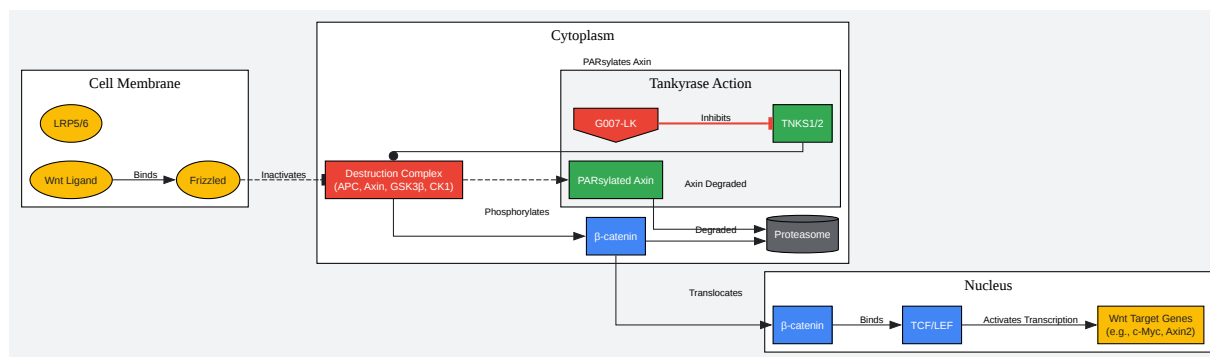 Cytoplasm
PARsylates Axin
Cell Membrane
Tankyrase Action
LRP5/6
G007-LK
Inhibits
TNKS1/2
Wnt Ligand
Binds
Frizzled
Inactivates
Destruction Complex
(APC, Axin, GSK3β, CK1)
PARsylated Axin
Axin Degraded
Phosphorylates
β-catenin
Degraded
Proteasome
Translocates
Nucleus
β-catenin
Binds
TCF/LEF
Activates Transcription
Wnt Target Genes
(e.g., c-Myc, Axin2)